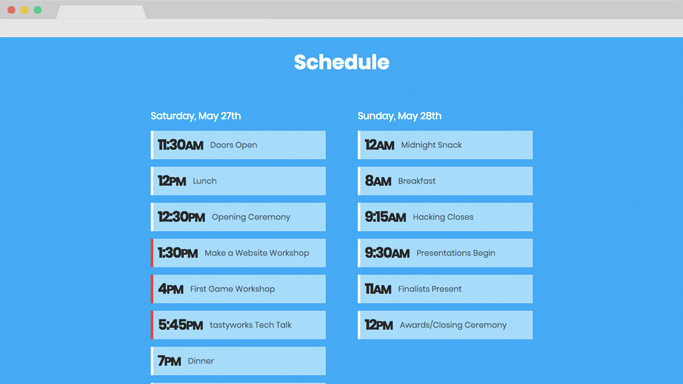 Schedule
Saturday, May 27th
11:30AM Doors Open
12PM Lunch
12:30PM Opening Ceremony
1:30PM Make a Website Workshop
4PM First Game Workshop
5:45PM tastyworks Tech Talk
7PM Dinner
Sunday, May 28th
12AM Midnight Snack
8AM Breakfast
9:15AM Hacking Closes
9:30AM Presentations Begin
11AM Finalists Present
12PM Awards/Closing Ceremony